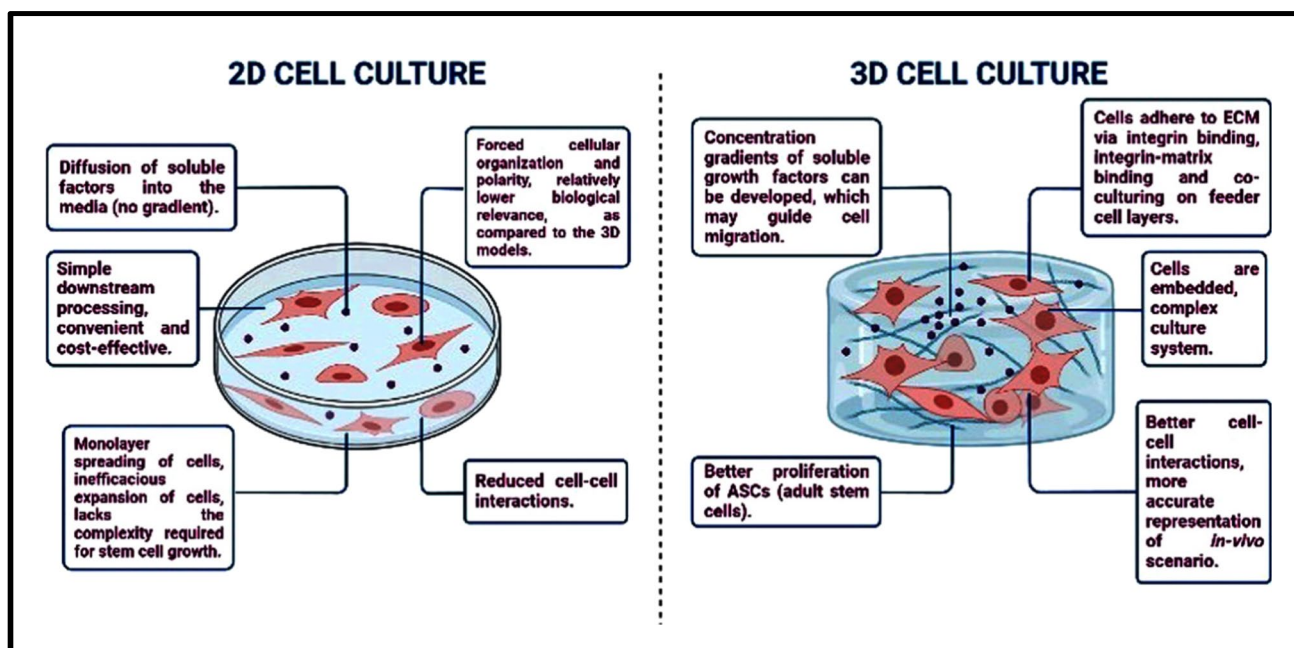 2D CELL CULTURE
Diffusion of soluble
factors into the
media (no gradient).
Forced cellular
organization and
polarity, relatively
lower biological
relevance, as
compared to the 3D
models.
Simple
downstream
processing,
convenient and
cost-effective.
Monolayer
spreading of cells,
inefficacious
expansion of cells,
lacks the
complexity required
for stem cell growth.
Reduced cell-cell
interactions.
3D CELL CULTURE
Concentration
gradients of soluble
growth factors can
be developed, which
may guide cell
migration.
Cells adhere to ECM
via integrin binding,
integrin-matrix
binding and co-
culturing on feeder
cell layers.
Cells are
embedded,
complex
culture
system.
Better proliferation
of ASCs (adult stem
cells).
Better cell-
cell
interactions,
more
accurate
representation
of in-vivo
scenario.